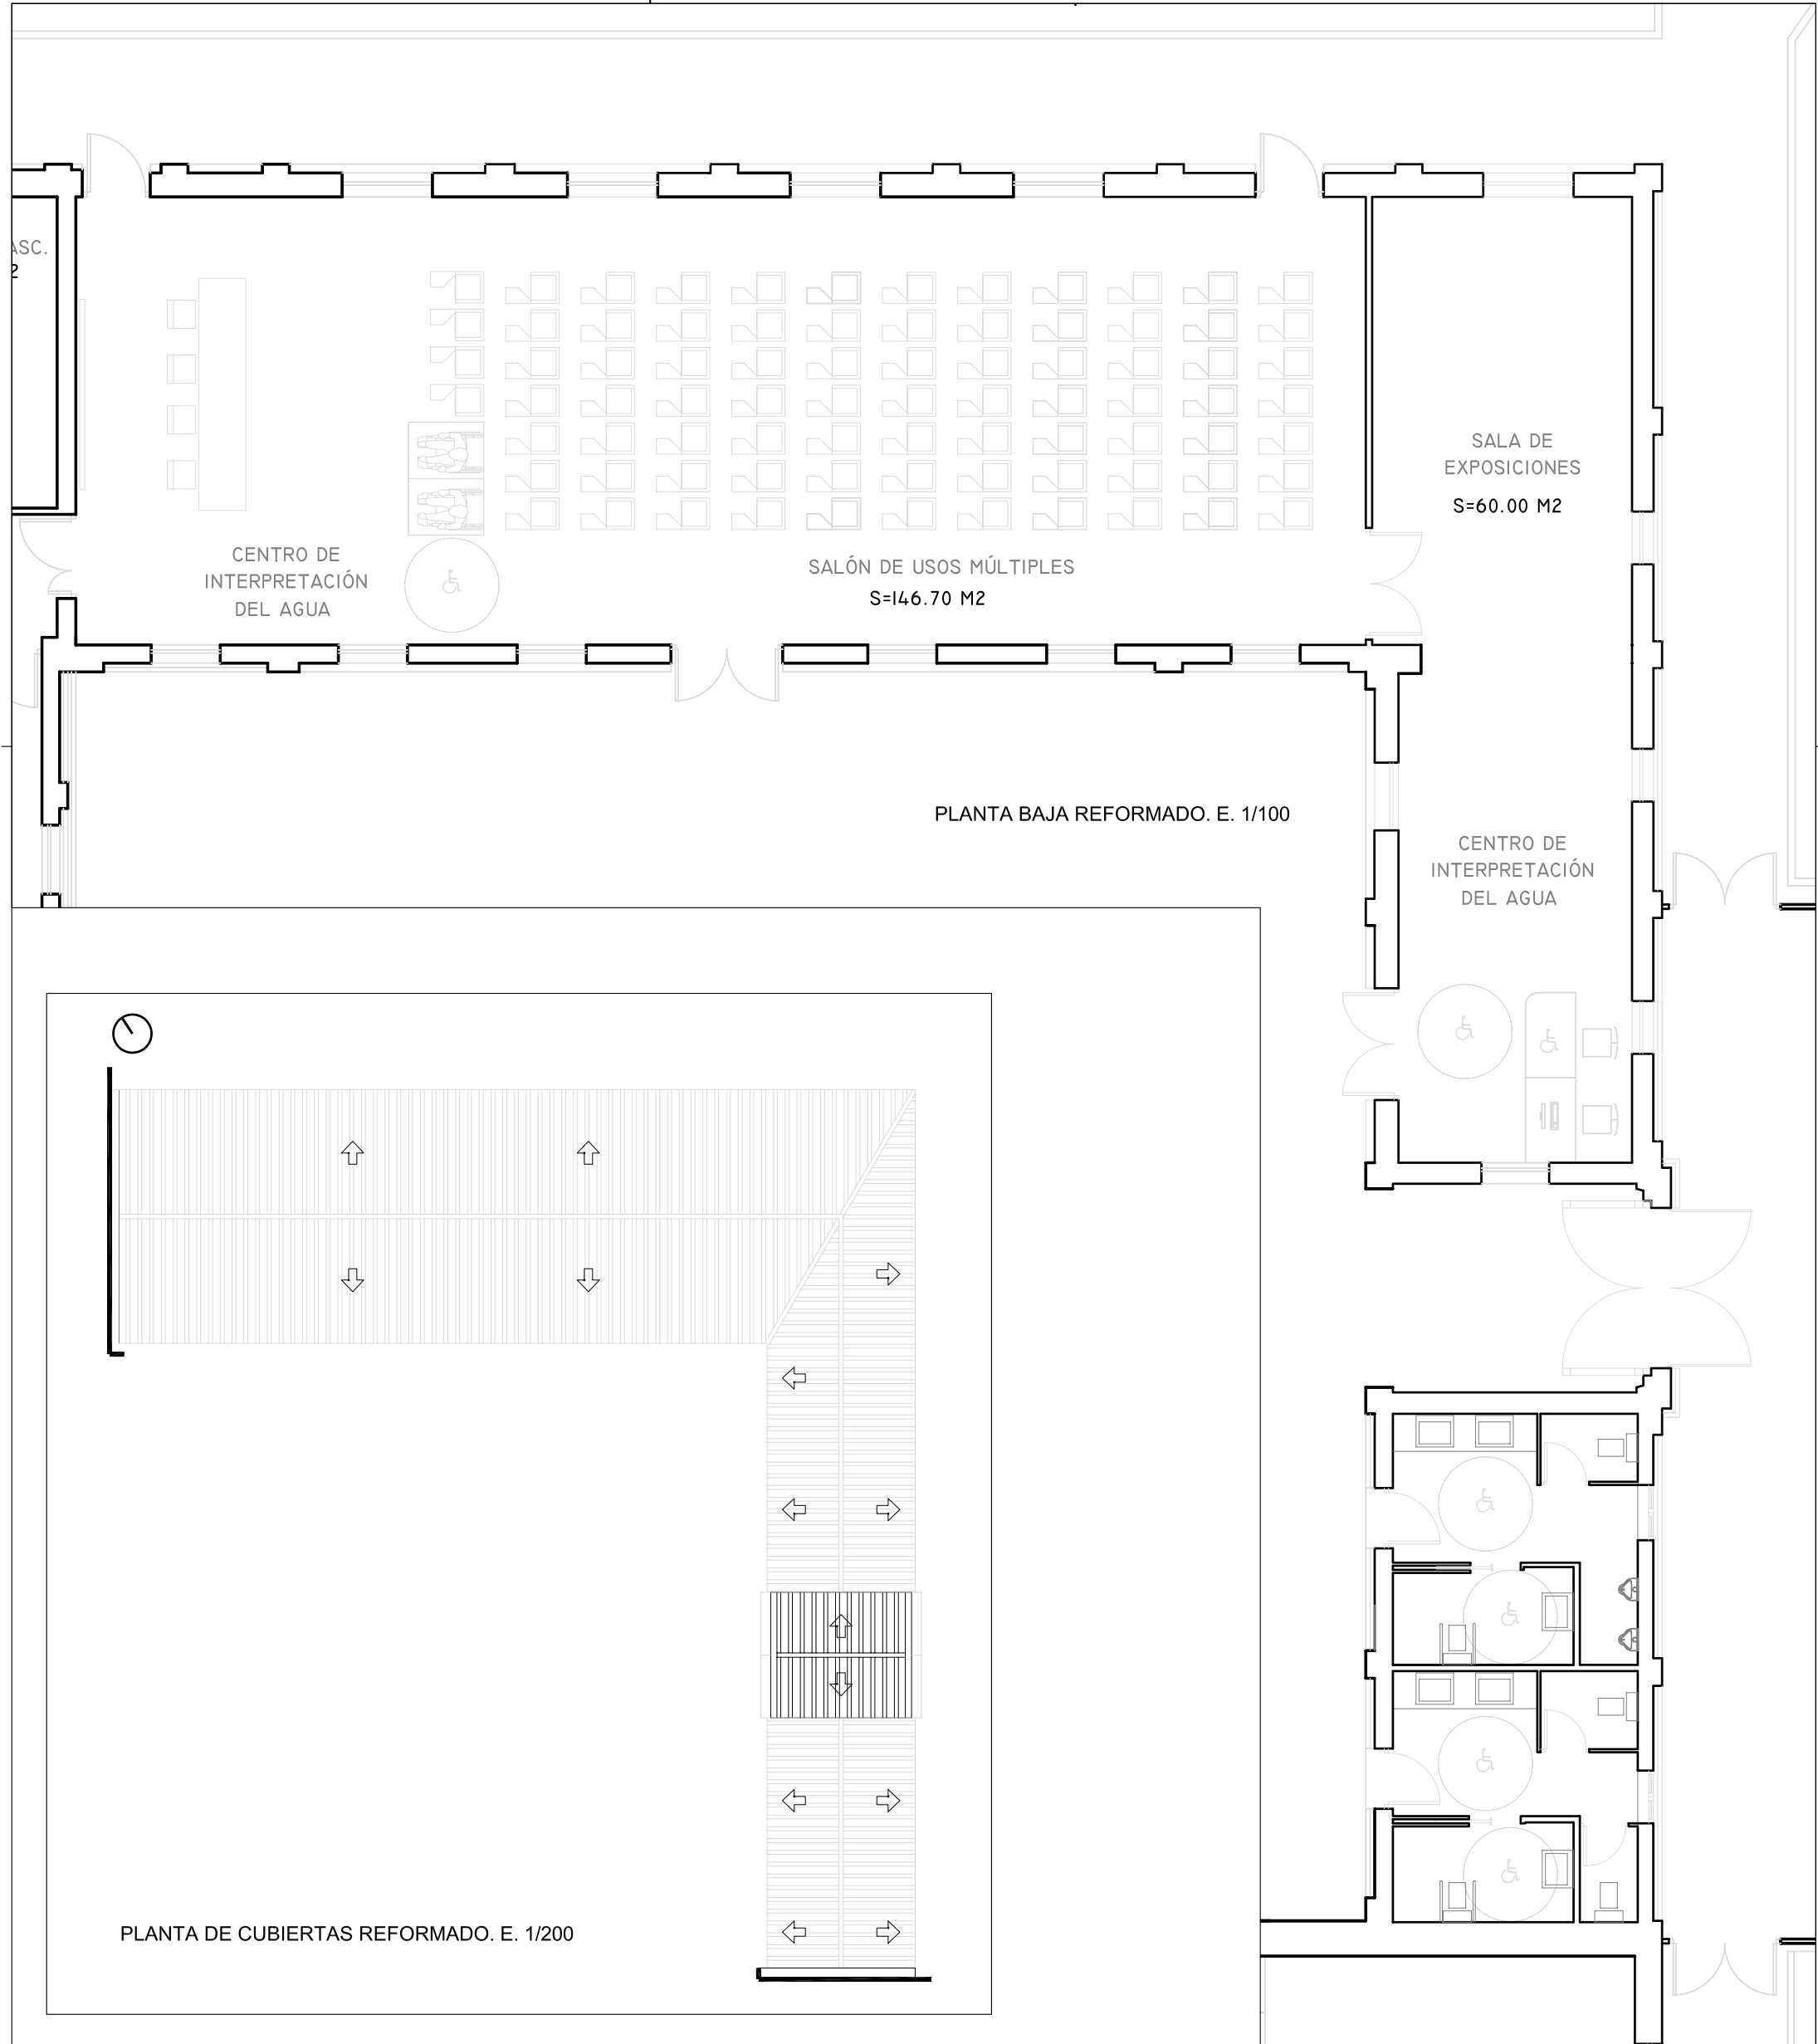 ASC.
2
SALA DE
EXPOSICIONES
S=60.00 M2
CENTRO DE
INTERPRETACIÓN
DEL AGUA
SALÓN DE USOS MÚLTIPLES
S=146.70 M2
PLANTA BAJA REFORMADO. E. 1/100
CENTRO DE
INTERPRETACIÓN
DEL AGUA
PLANTA DE CUBIERTAS REFORMADO. E. 1/200